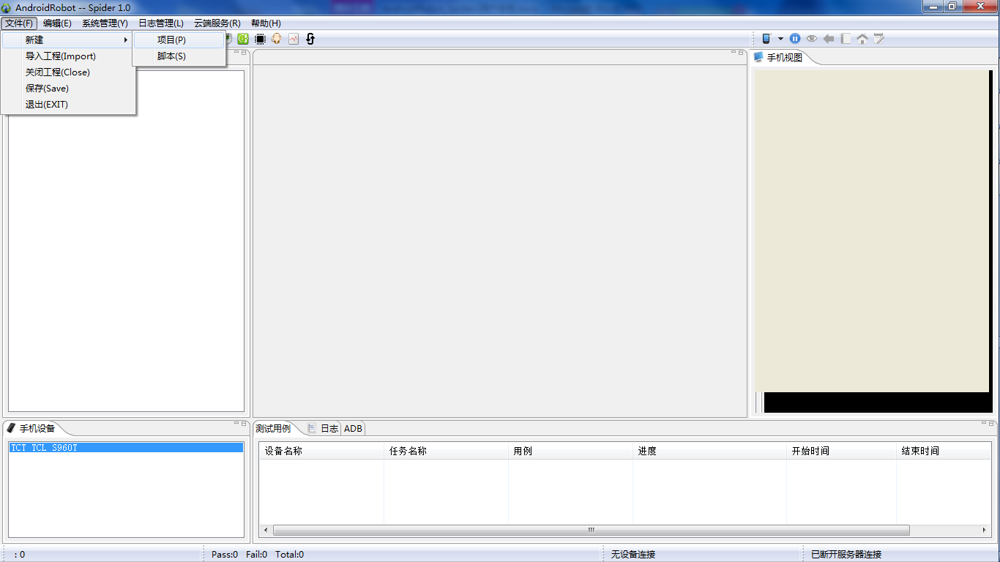 AndroidRobot -- Spider 1.0
文件(F) 编辑(E) 系统管理(Y) 日志管理(L) 云端服务(R) 帮助(H)
新建
项目(P)
脚本(S)
导入工程(Import)
关闭工程(Close)
保存(Save)
退出(EXIT)
手机视图
手机设备
TCT TCL S960T
测试用例 日志 ADB
设备名称 任务名称 用例 进度 开始时间 结束时间
: 0 Pass:0 Fail:0 Total:0 无设备连接 已断开服务器连接